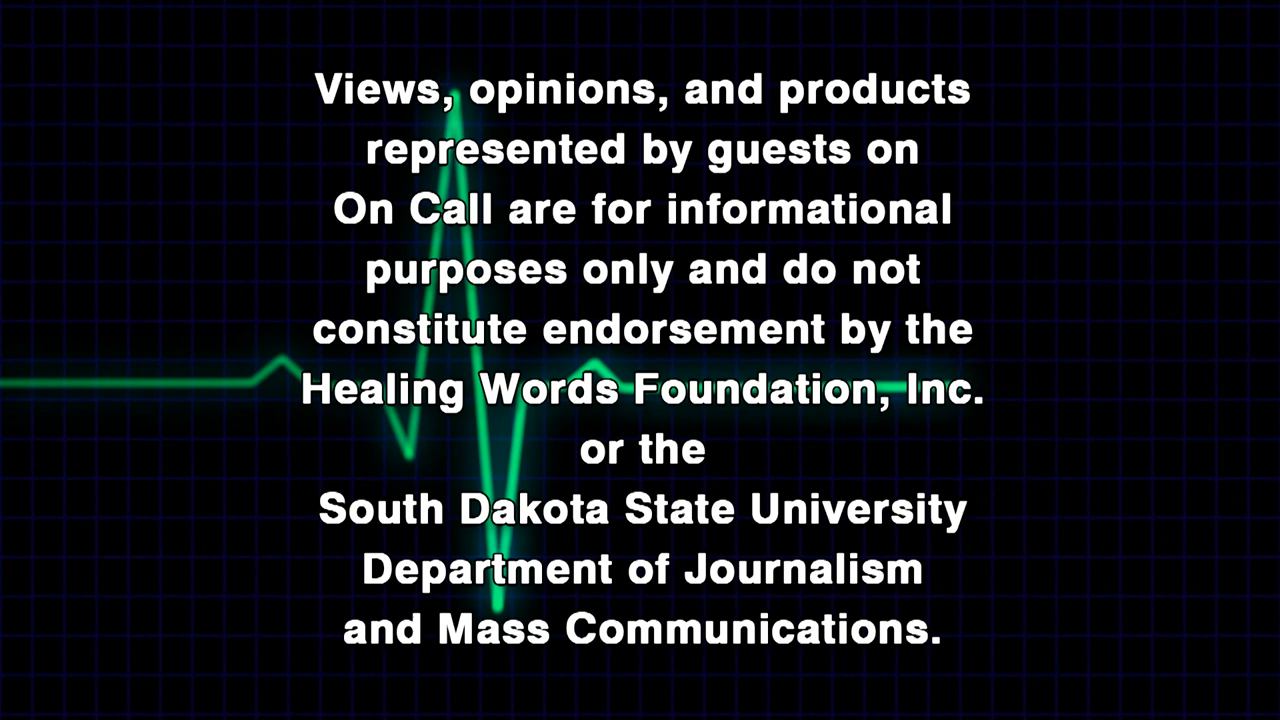 Views, opinions, and products
represented by guests on
On Call are for informational
purposes only and do not
constitute endorsement by the
Healing Words Foundation, Inc.
or the
South Dakota State University
Department of Journalism
and Mass Communications.